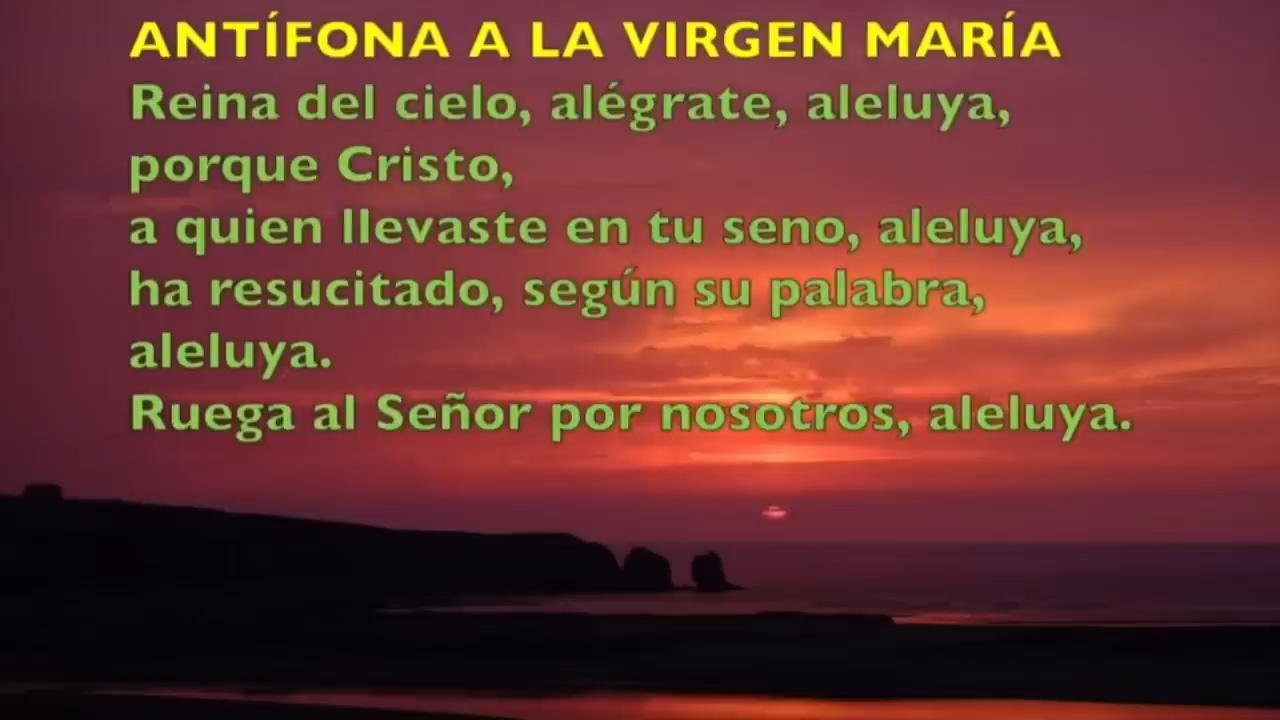 ANTÍFONA A LA VIRGEN MARÍA
Reina del cielo, alégrate, aleluya,
porque Cristo,
a quien llevaste en tu seno, aleluya,
ha resucitado, según su palabra,
aleluya.
Ruega al Señor por nosotros, aleluya.